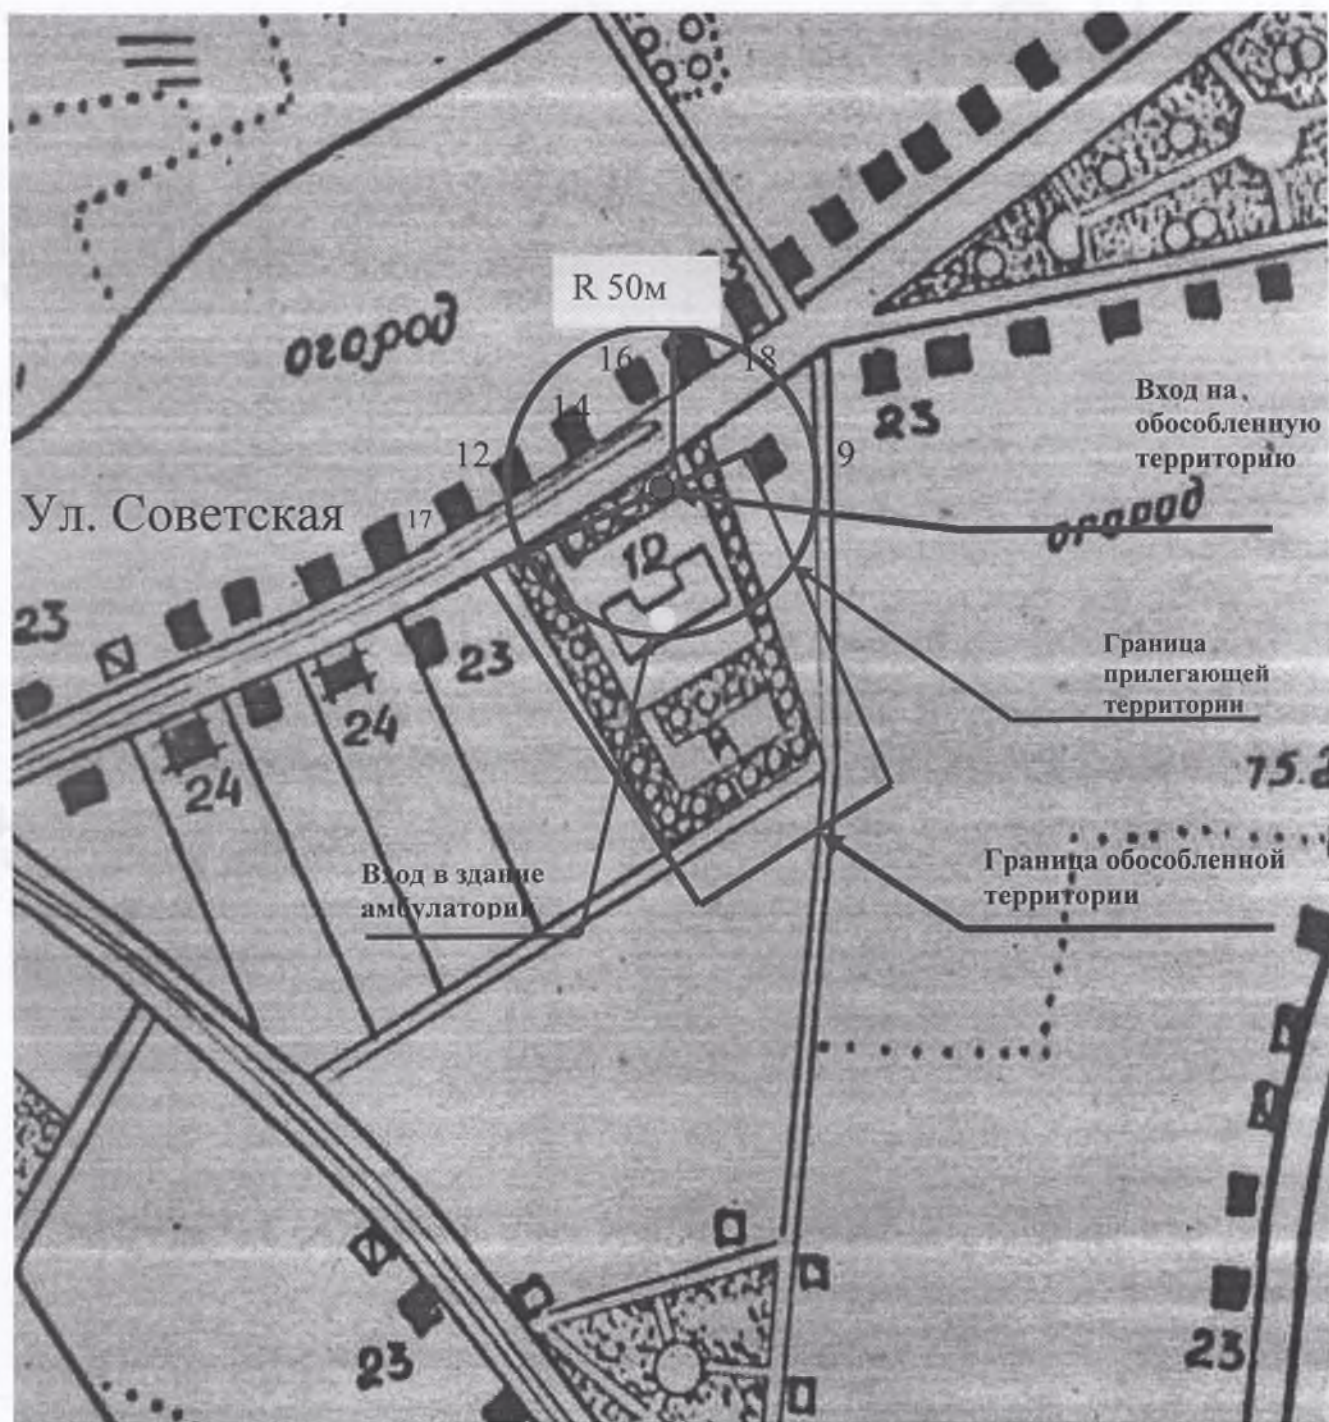 R 50м
огород
16
18
14
12
9
23
Вход на
обособленную
территорию
Ул. Советская
17
огород
12
23
23
Граница
прилегающей
территории
24
24
75.2
Вход в здание
амбулатории
Граница обособленной
территории
23
23